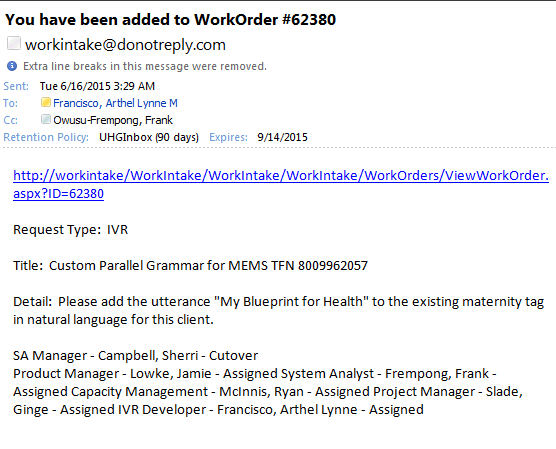 You have been added to WorkOrder #62380
workintake@donotreply.com
Extra line breaks in this message were removed.
Sent: Tue 6/16/2015 3:29 AM
To: Francisco, Arthel Lynne M
Cc: Owusu-Frempong, Frank
Retention Policy: UHGInbox (90 days) Expires: 9/14/2015
http://workintake/WorkIntake/WorkIntake/WorkIntake/WorkOrders/ViewWorkOrder.
aspx?ID=62380
Request Type:  IVR
Title:  Custom Parallel Grammar for MEMS TFN 8009962057
Detail:  Please add the utterance "My Blueprint for Health" to the existing maternity tag
in natural language for this client.
SA Manager - Campbell, Sherri - Cutover
Product Manager - Lowke, Jamie - Assigned System Analyst - Frempong, Frank -
Assigned Capacity Management - McInnis, Ryan - Assigned Project Manager - Slade,
Ginge - Assigned IVR Developer - Francisco, Arthel Lynne - Assigned